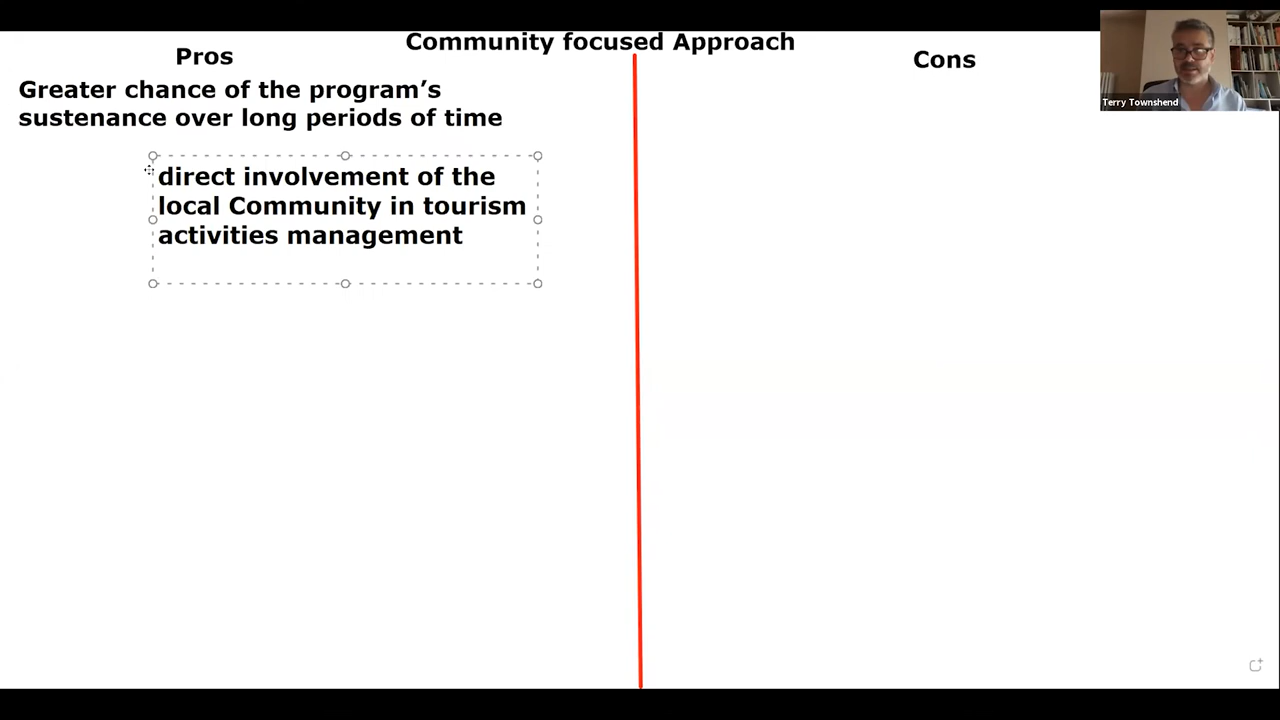 Community focused Approach
Pros
Cons
Greater chance of the program’s
sustenance over long periods of time
direct involvement of the
local Community in tourism
activities management
Terry Townshend